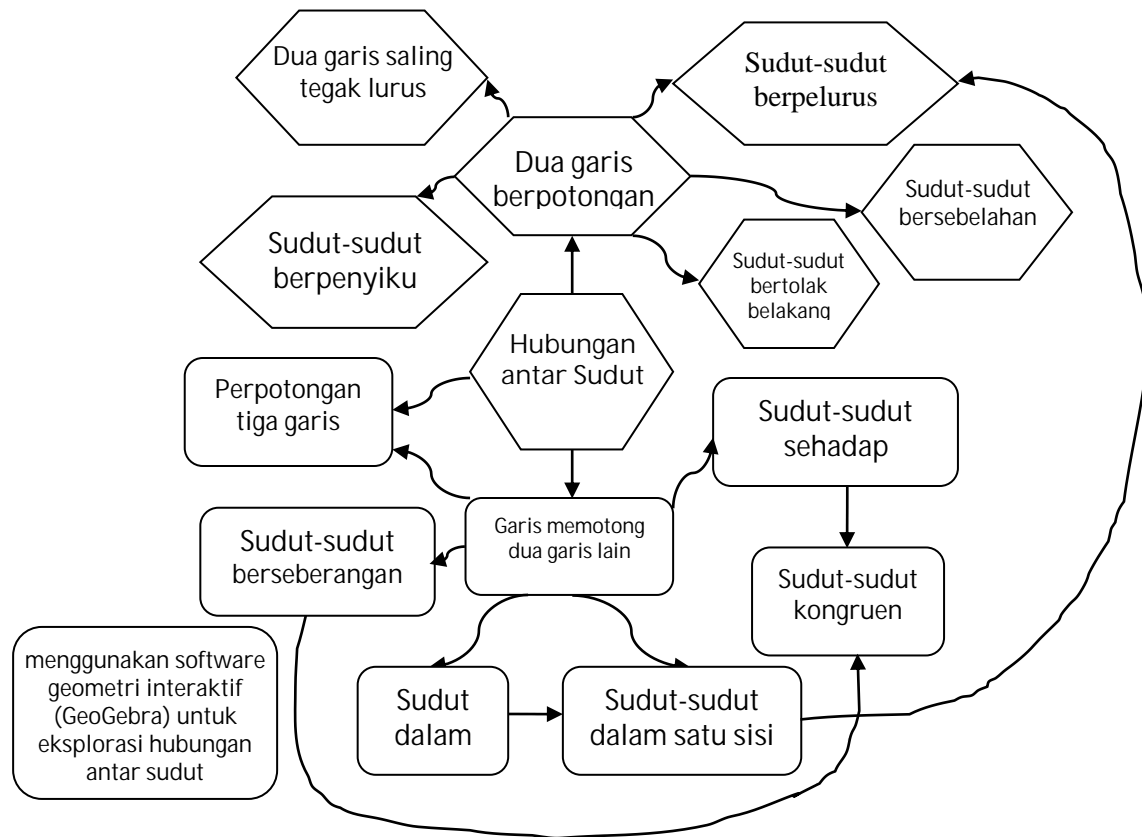 Dua garis saling
tegak lurus
Sudut-sudut
berpelurus
Dua garis
berpotongan
Sudut-sudut
bersebelahan
Sudut-sudut
berpenyiku
Sudut-sudut
bertolak
belakang
Hubungan
antar Sudut
Perpotongan
tiga garis
Sudut-sudut
sehadap
Garis memotong
dua garis lain
Sudut-sudut
berseberangan
Sudut-sudut
kongruen
menggunakan software
geometri interaktif
(GeoGebra) untuk
eksplorasi hubungan
antar sudut
Sudut
dalam
Sudut-sudut
dalam satu sisi